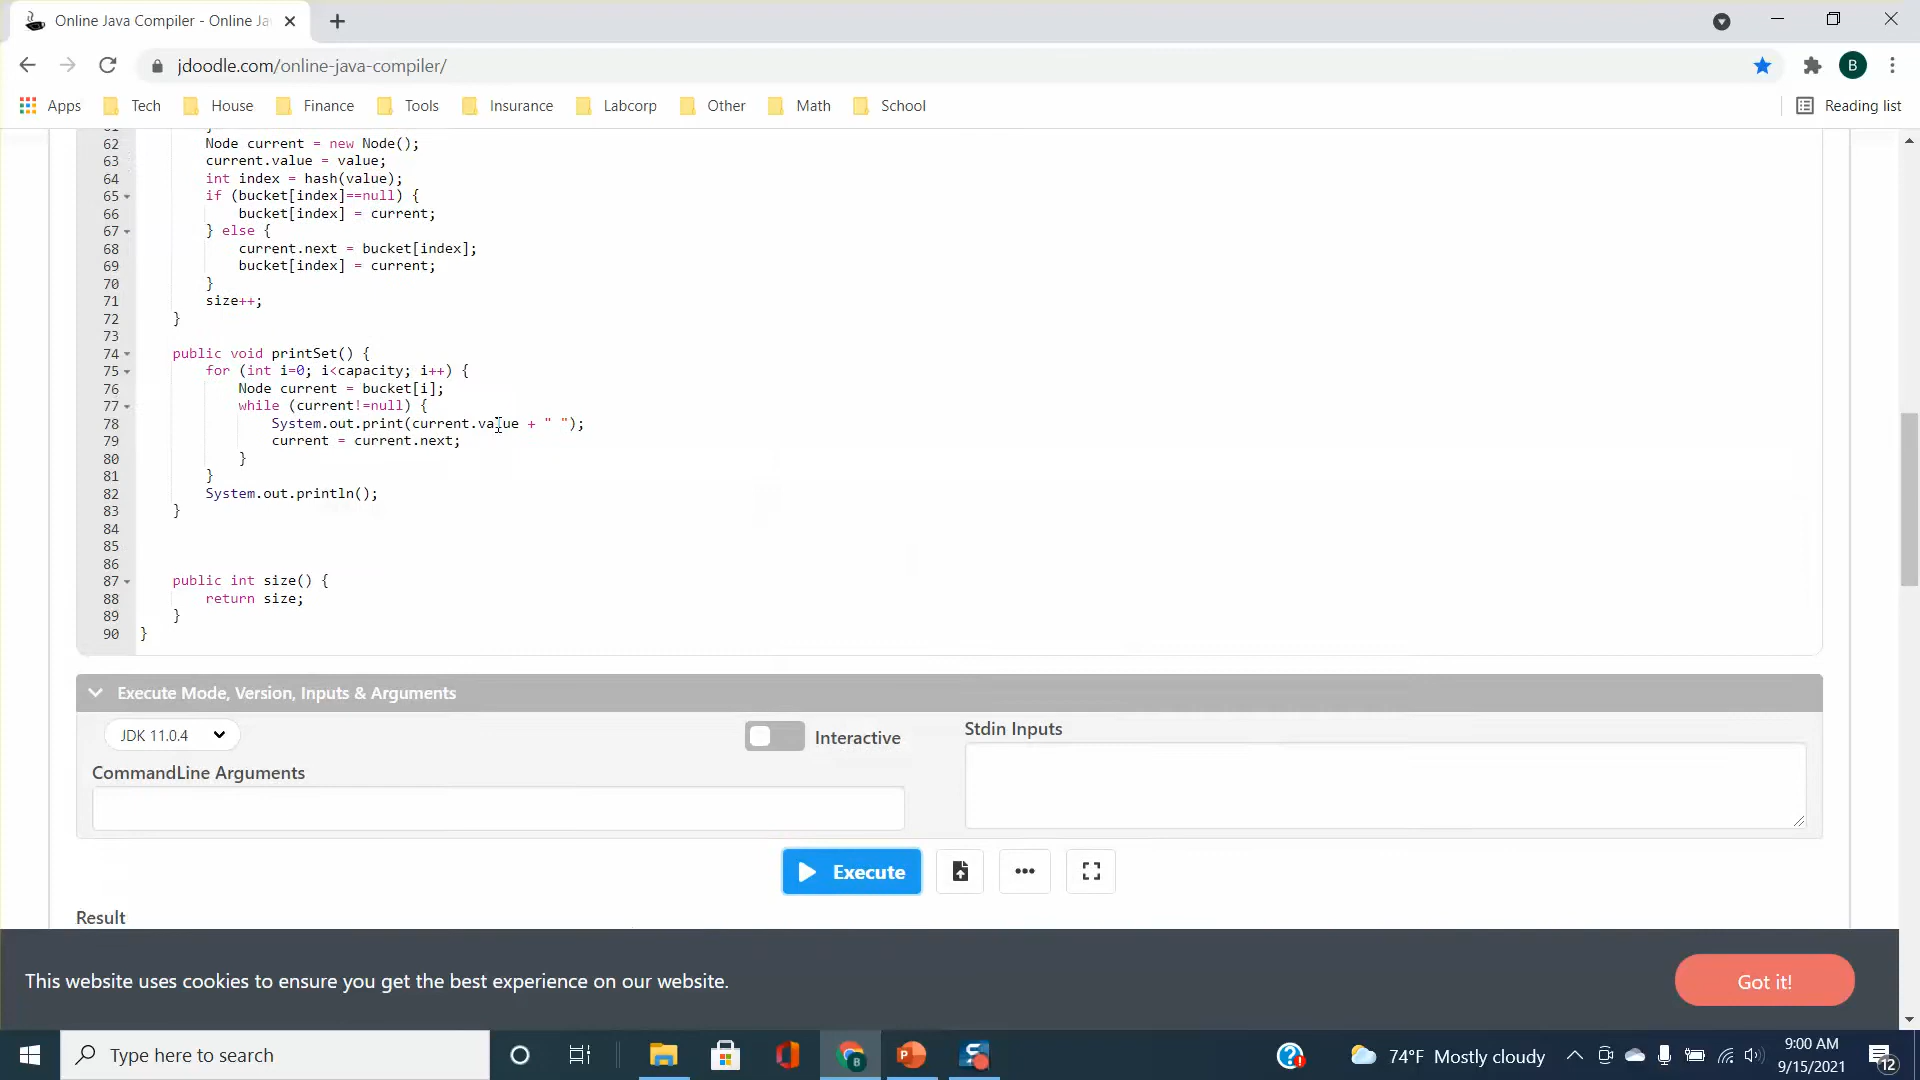 Online Java Compiler - Online Ja
jdoodle.com/online-java-compiler/
B
Apps Tech House Finance Tools Insurance Labcorp Other Math School Reading list
62 Node current = new Node();
63 current.value = value;
64 int index = hash(value);
65 if (bucket[index]==null) {
66 bucket[index] = current;
67 } else {
68 current.next = bucket[index];
69 bucket[index] = current;
70 }
71 size++;
72 }
73
74 public void printSet() {
75 for (int i=0; i<capacity; i++) {
76 Node current = bucket[i];
77 while (current!=null) {
78 System.out.print(current.value + " ");
79 current = current.next;
80 }
81 }
82 System.out.println();
83 }
84
85
86
87 public int size() {
88 return size;
89 }
90 }
Execute Mode, Version, Inputs & Arguments
JDK 11.0.4
Interactive
Stdin Inputs
CommandLine Arguments
Execute
Result
This website uses cookies to ensure you get the best experience on our website.
Got it!
Type here to search
74°F Mostly cloudy
9:00 AM
9/15/2021
12